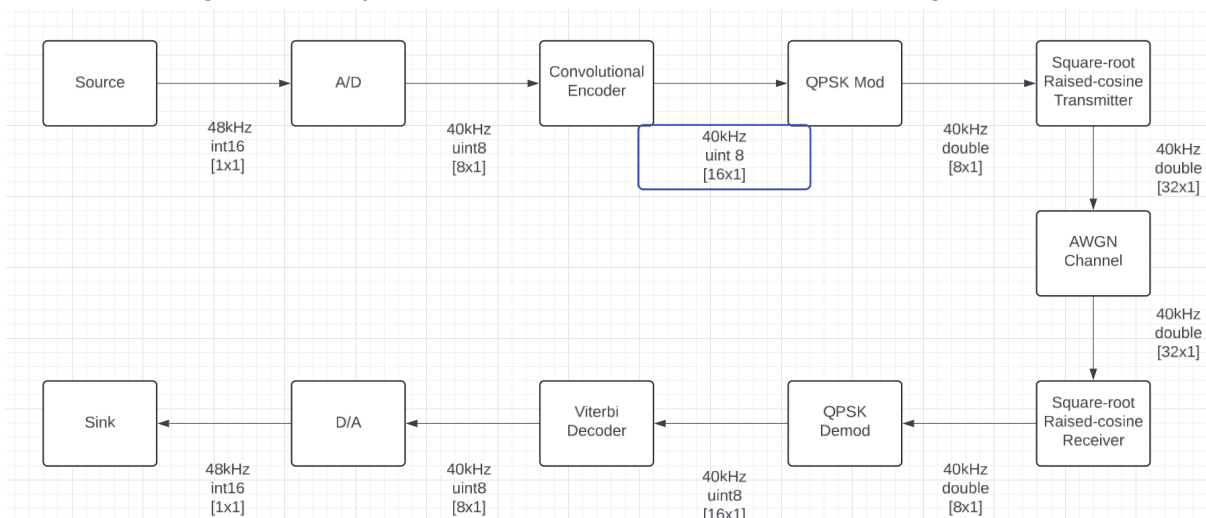 Source
A/D
Convolutional
Encoder
QPSK Mod
Square-root
Raised-cosine
Transmitter
48kHz
int16
[1x1]
40kHz
uint8
[8x1]
40kHz
uint 8
[16x1]
40kHz
double
[8x1]
40kHz
double
[32x1]
AWGN
Channel
40kHz
double
[32x1]
Sink
D/A
Viterbi
Decoder
QPSK
Demod
Square-root
Raised-cosine
Receiver
48kHz
int16
[1x1]
40kHz
uint8
[8x1]
40kHz
uint8
[16x1]
40kHz
double
[8x1]